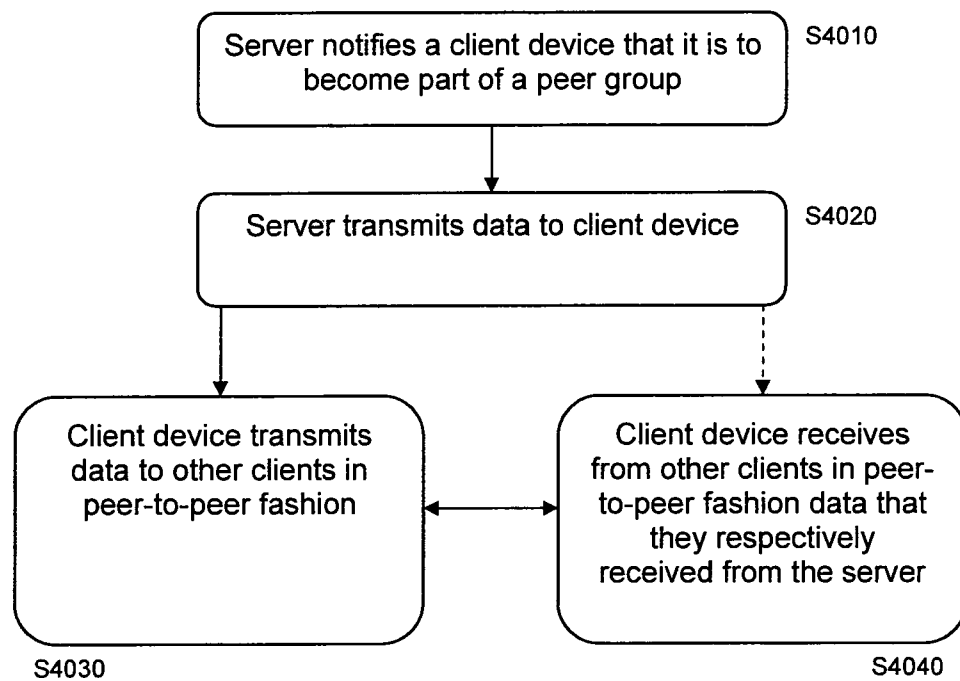 Server notifies a client device that it is to
become part of a peer group
S4010
Server transmits data to client device
S4020
Client device transmits
data to other clients in
peer-to-peer fashion
S4030
Client device receives
from other clients in peer-
to-peer fashion data that
they respectively
received from the server
S4040